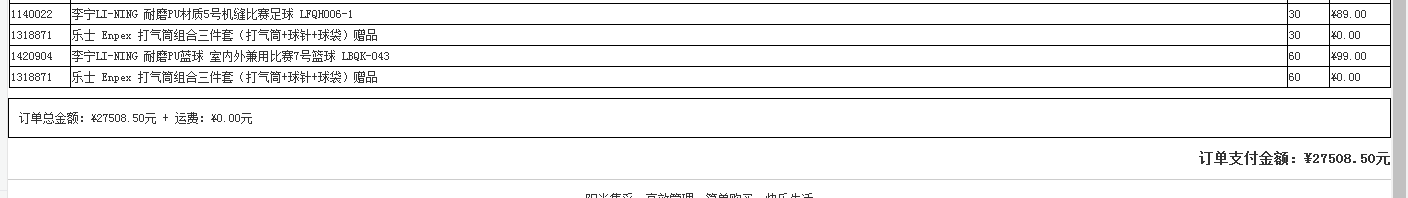 1140022 李宁LI-NING 耐磨PU材质5号机缝比赛足球 LFQH006-1 30 ¥89.00
1318871 乐士 Enpex 打气筒组合三件套（打气筒+球针+球袋）赠品 30 ¥0.00
1420904 李宁LI-NING 耐磨PU篮球 室内外兼用比赛7号篮球 LBQK-043 60 ¥99.00
1318871 乐士 Enpex 打气筒组合三件套（打气筒+球针+球袋）赠品 60 ¥0.00
订单总金额: ¥27508.50元 + 运费: ¥0.00元
订单支付金额: ¥27508.50元